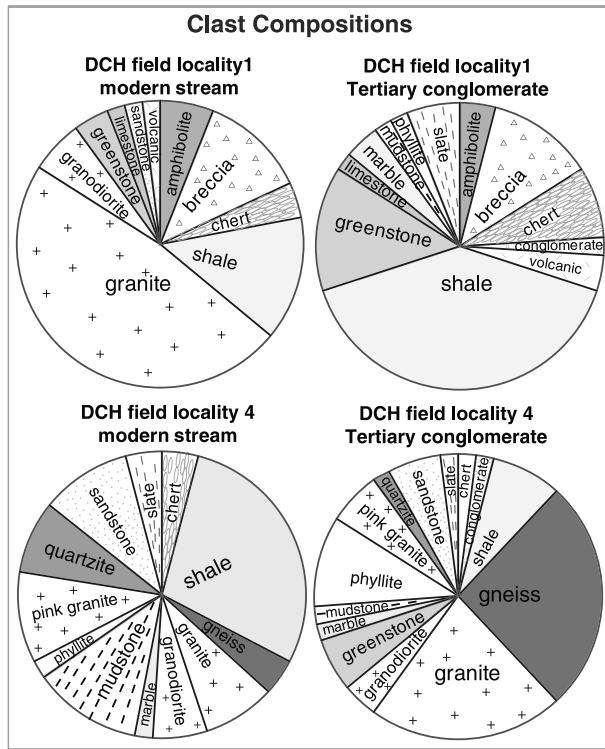 Clast Compositions
DCH field locality1
modern stream
amphibolite
breccia
chert
shale
granite
granodiorite
greenstone
limestone
sandstone
volcanic
DCH field locality1
Tertiary conglomerate
amphibolite
breccia
chert
conglomerate
volcanic
shale
greenstone
limestone
marble
mudstone
phyllite
slate
DCH field locality 4
modern stream
chert
shale
gneiss
granite
granodiorite
marble
mudstone
phyllite
pink granite
quartzite
sandstone
slate
DCH field locality 4
Tertiary conglomerate
chert
conglomerate
shale
gneiss
granite
granodiorite
greenstone
marble
mudstone
phyllite
pink granite
quartzite
sandstone
slate